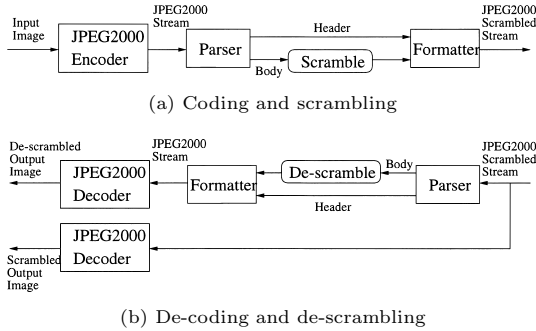 Input
Image
JPEG2000
Encoder
JPEG2000
Stream
Parser
Header
Body
Scramble
Formatter
JPEG2000
Scrambled
Stream
(a) Coding and scrambling
De-scrambled
Output
Image
JPEG2000
Decoder
JPEG2000
Stream
Formatter
De-scramble
Body
Header
Parser
JPEG2000
Scrambled
Stream
JPEG2000
Decoder
Scrambled
Output
Image
(b) De-coding and de-scrambling